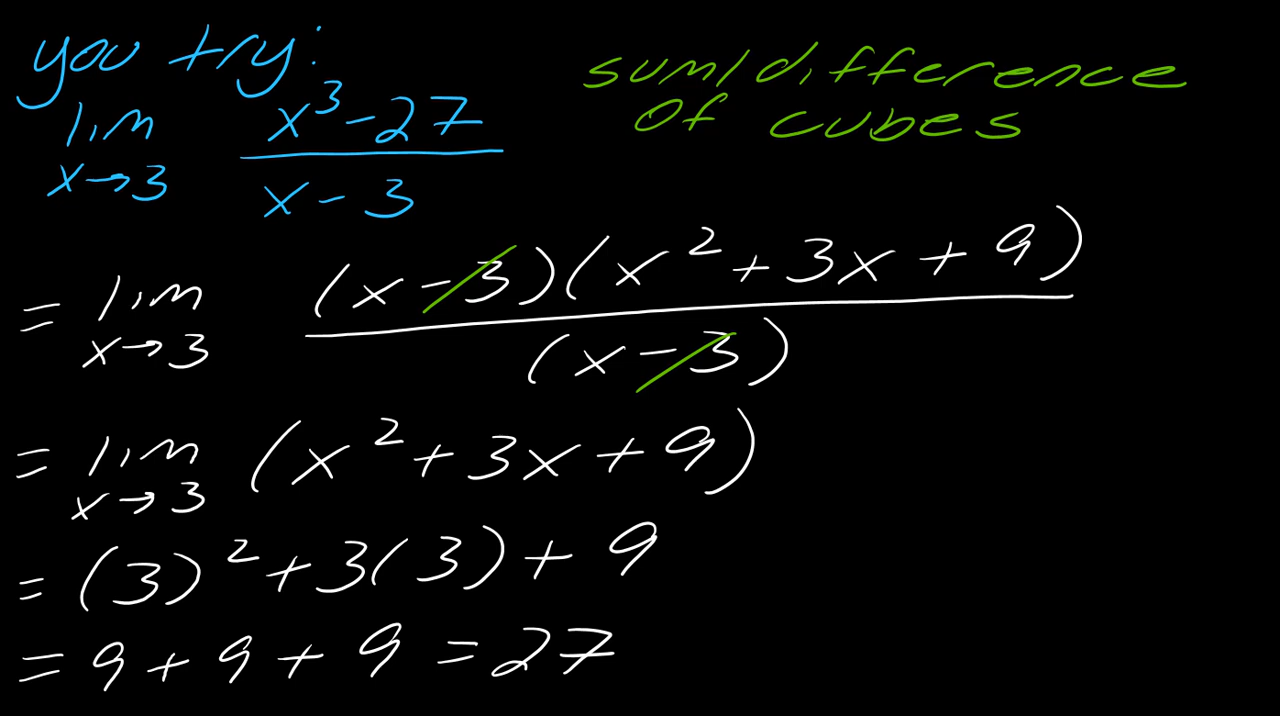 you try:
sum/difference
of cubes
lim x→3 (x³-27)/(x-3)
= lim x→3 (x-3)(x²+3x+9)/(x-3)
= lim x→3 (x²+3x+9)
= (3)²+3(3)+9
= 9+9+9=27